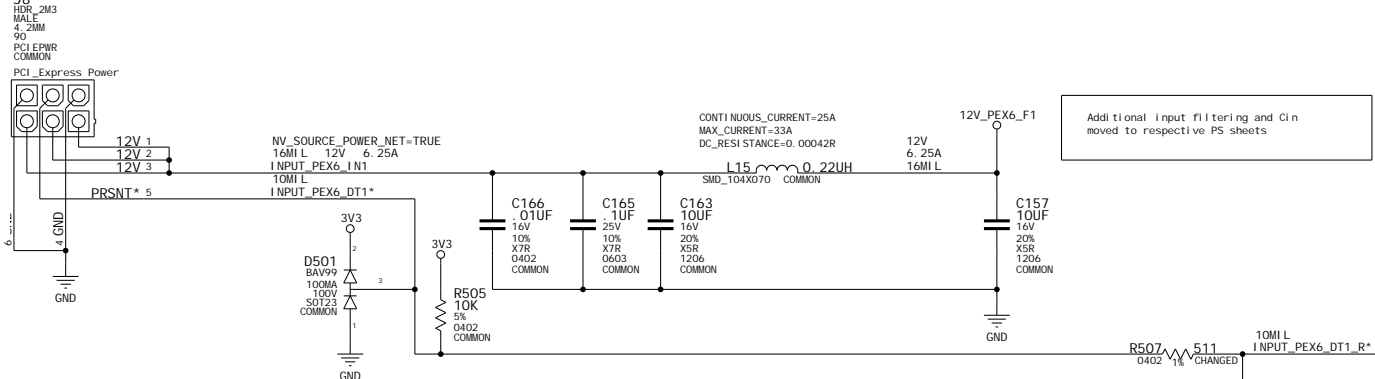 HDR_2M3
MALE
4.2MM
90
PCIEPWR
COMMON
PCI_Express Power
12V 1
12V 2
12V 3
PRSNT* 5
4 GND
GND
NV_SOURCE_POWER_NET=TRUE
16MIL 12V 6.25A
INPUT_PEX6_IN1
10MIL
INPUT_PEX6_DT1*
3V3
2
D501
BAV99
100MA
100V
SOT23
COMMON
3
1
GND
3V3
R505
10K
5%
0402
COMMON
C166
.01UF
16V
10%
X7R
0402
COMMON
C165
.1UF
25V
10%
X7R
0603
COMMON
C163
10UF
16V
20%
X5R
1206
COMMON
CONTINUOUS_CURRENT=25A
MAX_CURRENT=33A
DC_RESISTANCE=0.00042R
L15 0.22UH
SMD_104X070 COMMON
12V
6.25A
16MIL
12V_PEX6_F1
C157
10UF
16V
20%
X5R
1206
COMMON
GND
Additional input filtering and Cin
moved to respective PS sheets
R507 511
0402 1% CHANGED
10MIL
INPUT_PEX6_DT1_R*